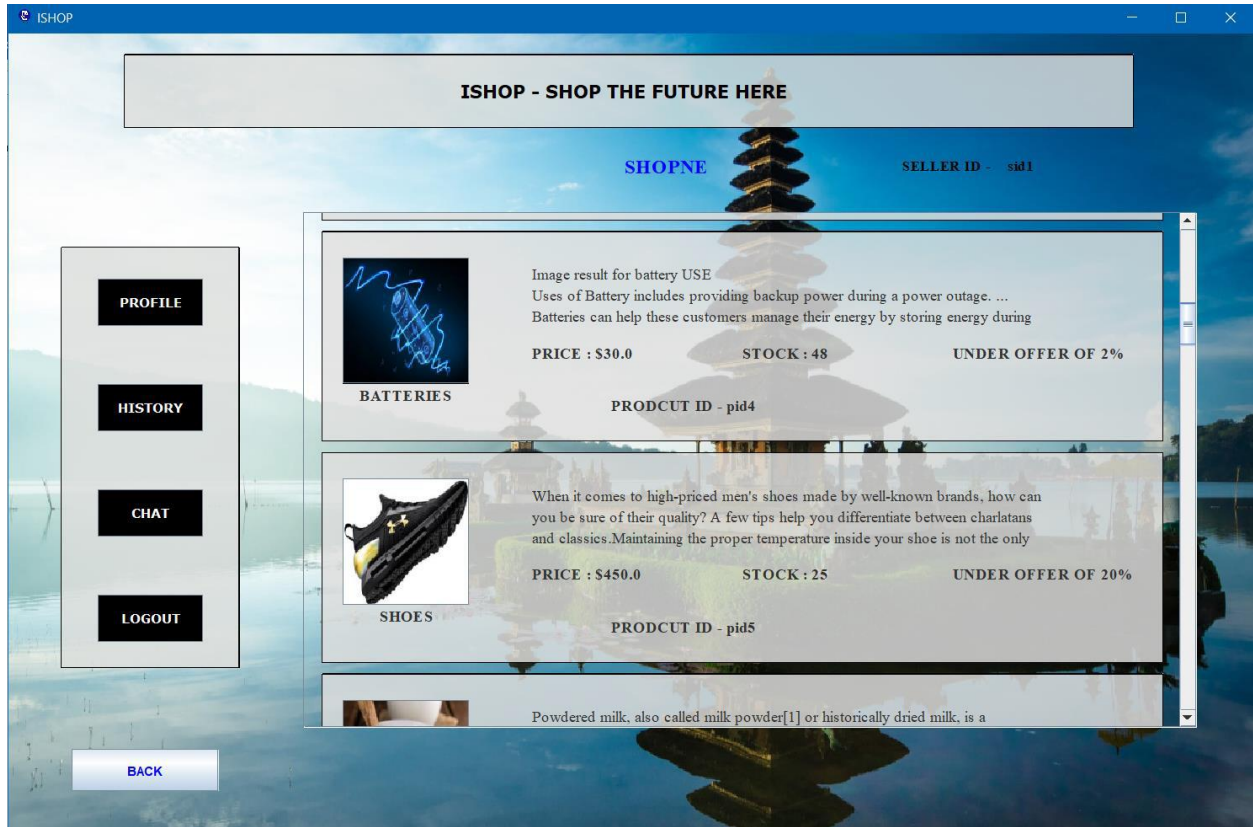 ISHOP
ISHOP - SHOP THE FUTURE HERE
SHOPNE
SELLER ID - sid1
PROFILE
HISTORY
CHAT
LOGOUT
BACK
Image result for battery USE
Uses of Battery includes providing backup power during a power outage. ...
Batteries can help these customers manage their energy by storing energy during
PRICE : $30.0 STOCK : 48 UNDER OFFER OF 2%
BATTERIES
PRODCUT ID - pid4
When it comes to high-priced men's shoes made by well-known brands, how can
you be sure of their quality? A few tips help you differentiate between charlatans
and classics.Maintaining the proper temperature inside your shoe is not the only
PRICE : $450.0 STOCK : 25 UNDER OFFER OF 20%
SHOES
PRODCUT ID - pid5
Powdered milk, also called milk powder[1] or historically dried milk, is a